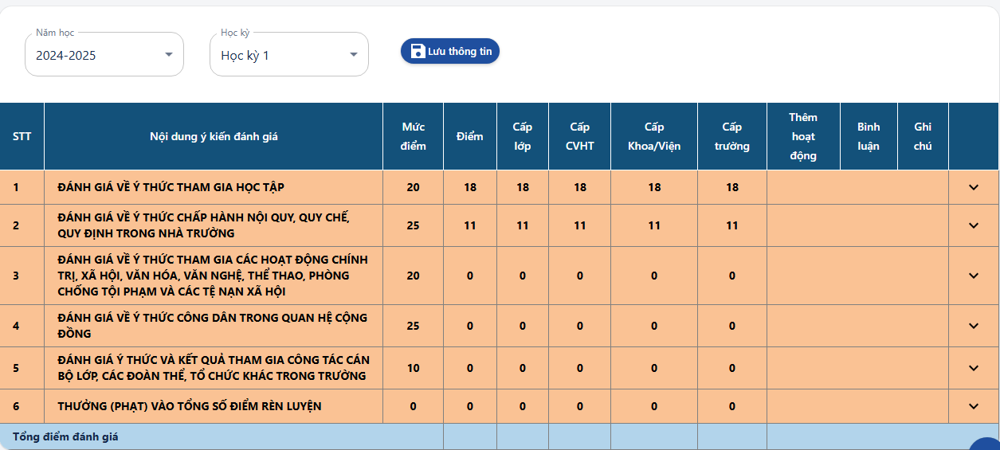 Năm học
2024-2025
Học kỳ
Học kỳ 1
Lưu thông tin
STT Nội dung ý kiến đánh giá Mức điểm Điểm Cấp lớp Cấp CVHT Cấp Khoa/Viện Cấp trường Thêm hoạt động Bình luận Ghi chú
1 ĐÁNH GIÁ VỀ Ý THỨC THAM GIA HỌC TẬP 20 18 18 18 18 18
2 ĐÁNH GIÁ VỀ Ý THỨC CHẤP HÀNH NỘI QUY, QUY CHẾ,
QUY ĐỊNH TRONG NHÀ TRƯỜNG 25 11 11 11 11 11
3 ĐÁNH GIÁ VỀ Ý THỨC THAM GIA CÁC HOẠT ĐỘNG CHÍNH
TRỊ, XÃ HỘI, VĂN HÓA, VĂN NGHỆ, THỂ THAO, PHÒNG
CHỐNG TỘI PHẠM VÀ CÁC TỆ NẠN XÃ HỘI 20 0 0 0 0 0
4 ĐÁNH GIÁ VỀ Ý THỨC CÔNG DÂN TRONG QUAN HỆ CỘNG
ĐỒNG 25 0 0 0 0 0
5 ĐÁNH GIÁ Ý THỨC VÀ KẾT QUẢ THAM GIA CÔNG TÁC CÁN
BỘ LỚP, CÁC ĐOÀN THỂ, TỔ CHỨC KHÁC TRONG TRƯỜNG 10 0 0 0 0 0
6 THƯỞNG (PHẠT) VÀO TỔNG SỐ ĐIỂM RÈN LUYỆN 0 0 0 0 0 0
Tổng điểm đánh giá